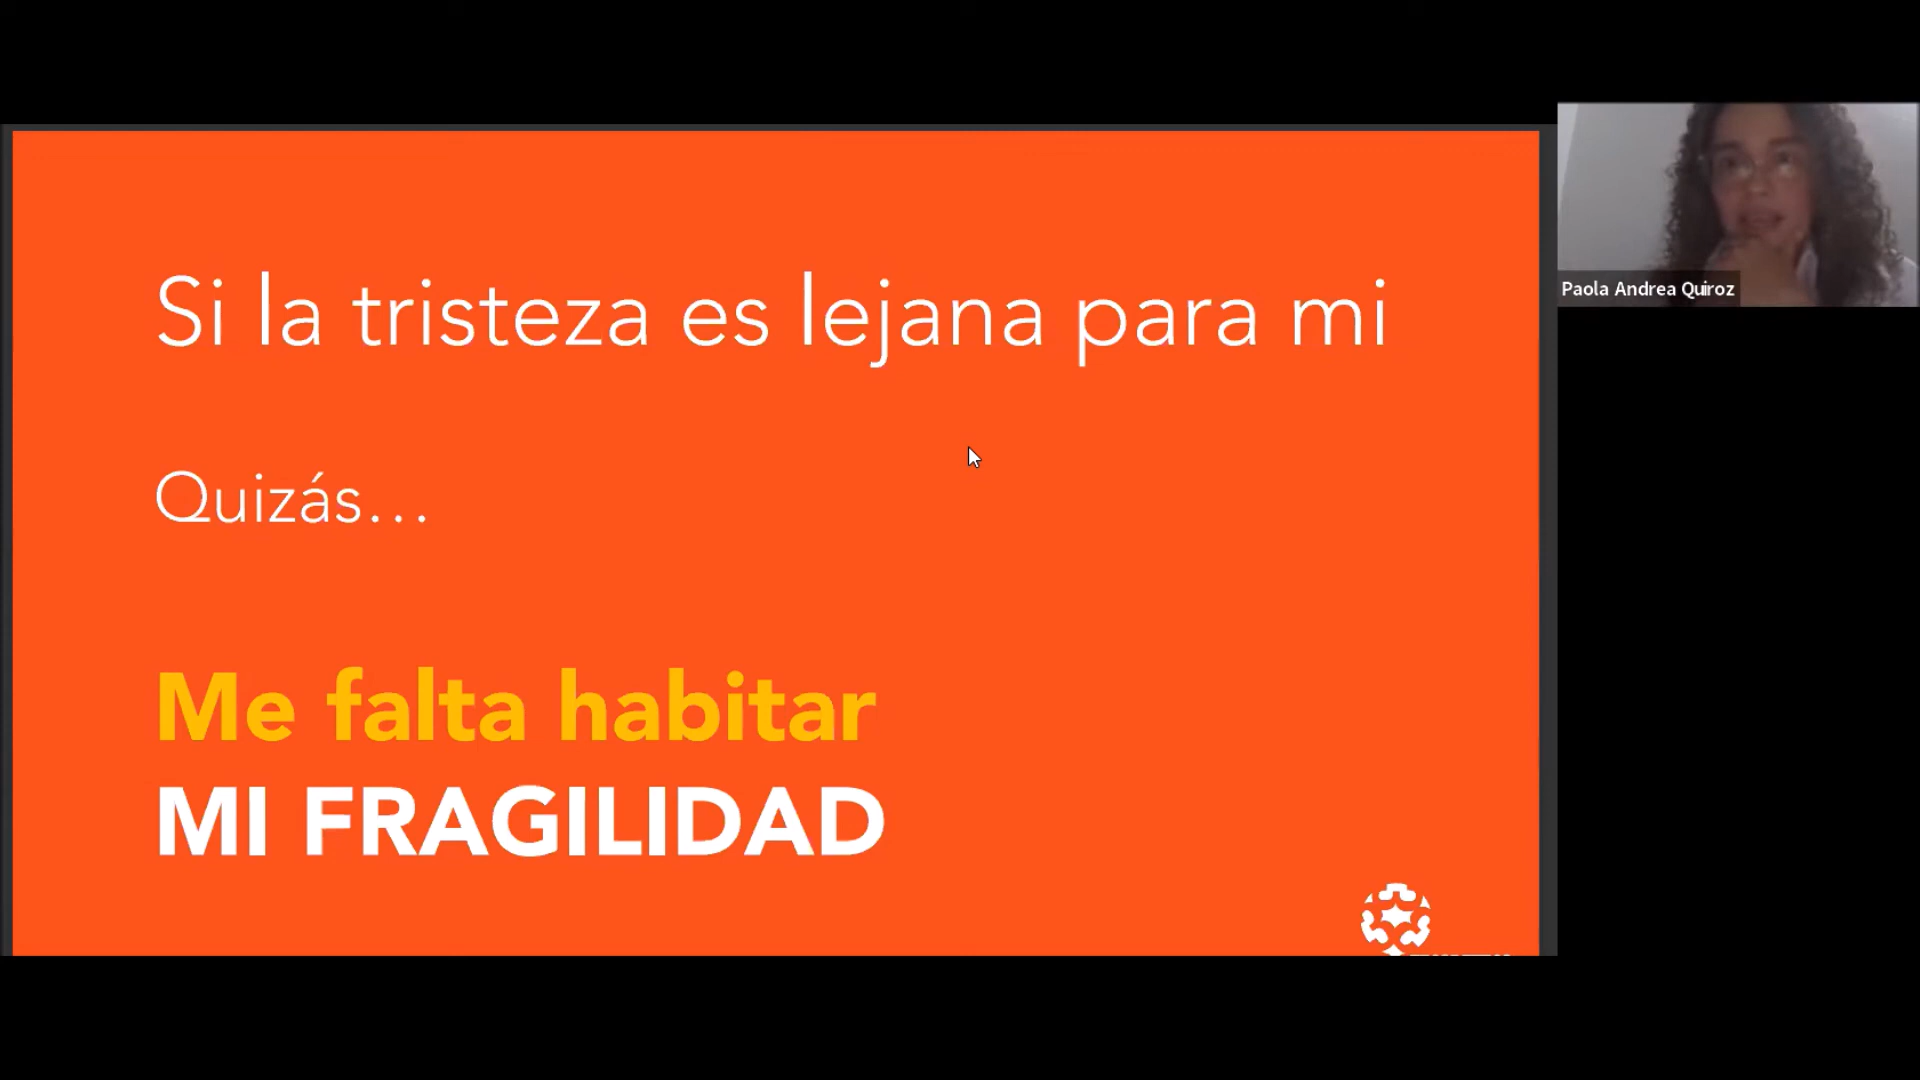 Si la tristeza es lejana para mi
Quizás...
Me falta habitar
MI FRAGILIDAD
Paola Andrea Quiroz